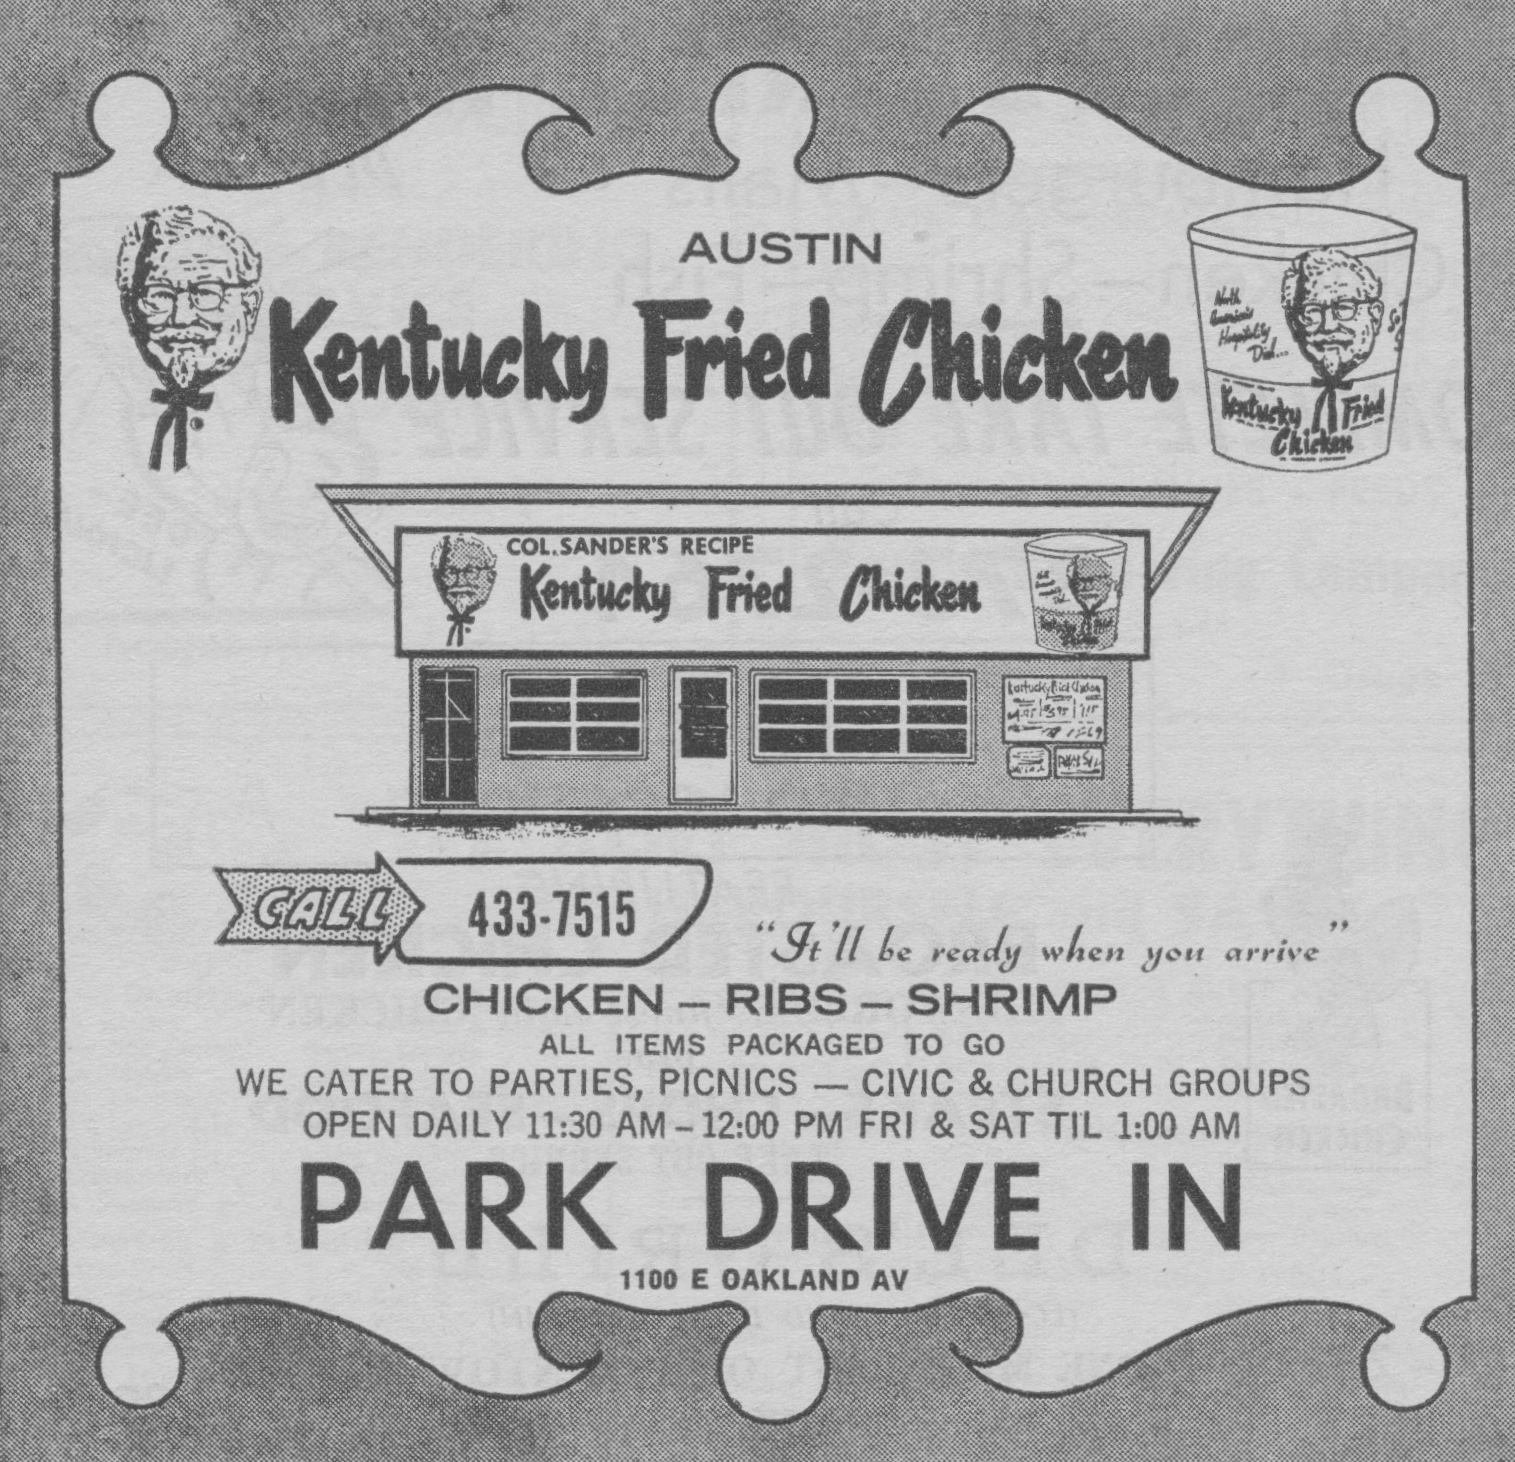 AUSTIN
Kentucky Fried Chicken
North
America's
Hospitality
Dish...
Kentucky Fried
Chicken
COL.SANDER'S RECIPE
Kentucky Fried Chicken
Kentucky Fried Chicken
CALL 433-7515
"It'll be ready when you arrive"
CHICKEN – RIBS – SHRIMP
ALL ITEMS PACKAGED TO GO
WE CATER TO PARTIES, PICNICS — CIVIC & CHURCH GROUPS
OPEN DAILY 11:30 AM – 12:00 PM FRI & SAT TIL 1:00 AM
PARK DRIVE IN
1100 E OAKLAND AV